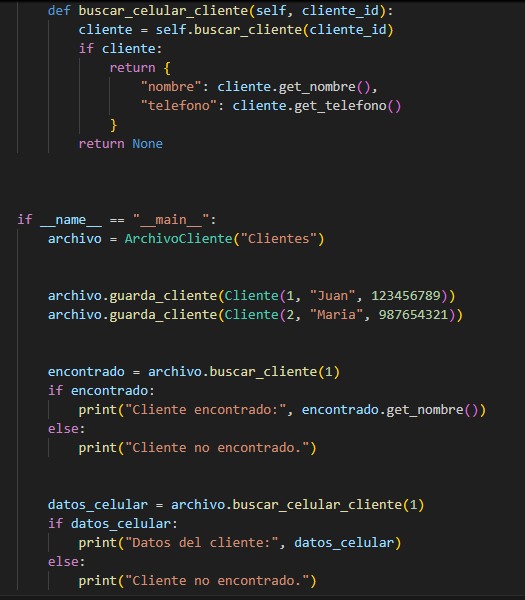 def buscar_celular_cliente(self, cliente_id):
cliente = self.buscar_cliente(cliente_id)
if cliente:
return {
"nombre": cliente.get_nombre(),
"telefono": cliente.get_telefono()
}
return None
if __name__ == "__main__":
archivo = ArchivoCliente("Clientes")
archivo.guarda_cliente(Cliente(1, "Juan", 123456789))
archivo.guarda_cliente(Cliente(2, "Maria", 987654321))
encontrado = archivo.buscar_cliente(1)
if encontrado:
print("Cliente encontrado:", encontrado.get_nombre())
else:
print("Cliente no encontrado.")
datos_celular = archivo.buscar_celular_cliente(1)
if datos_celular:
print("Datos del cliente:", datos_celular)
else:
print("Cliente no encontrado.")